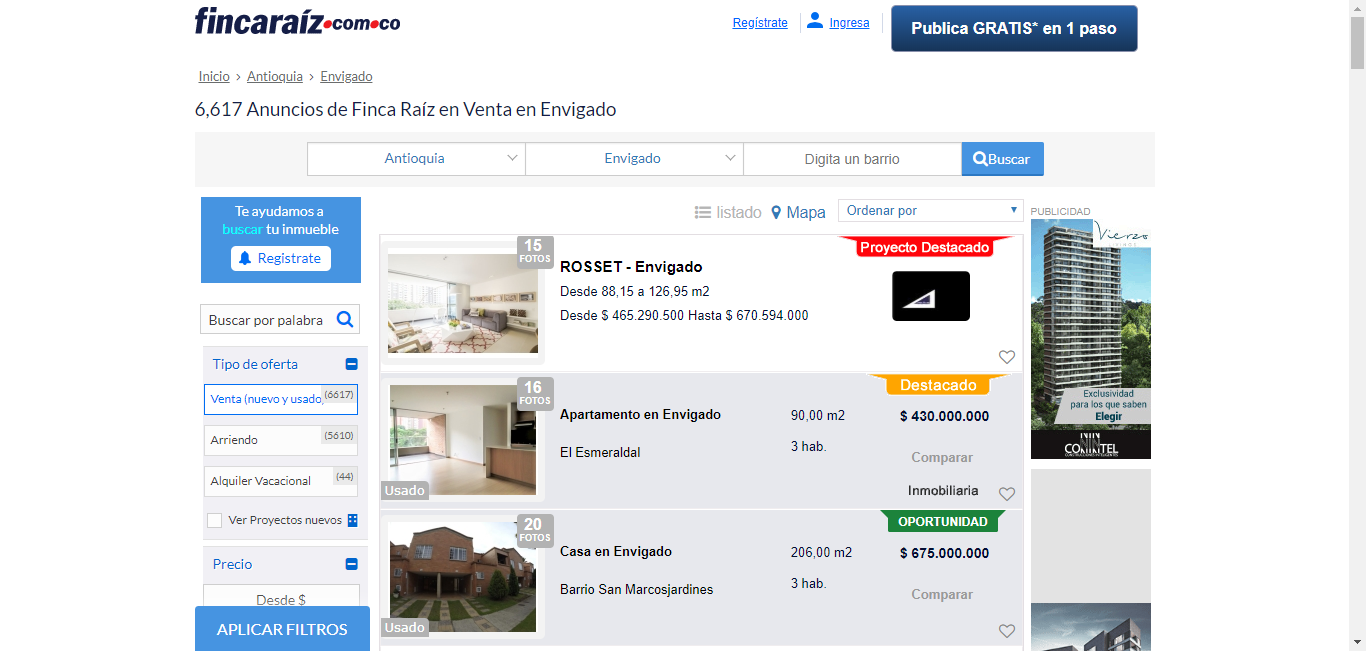 fincaraíz.com.co
Regístrate
Ingresa
Publica GRATIS* en 1 paso
Inicio > Antioquia > Envigado
6,617 Anuncios de Finca Raíz en Venta en Envigado
Antioquia
Envigado
Digita un barrio
Buscar
Te ayudamos a
buscar tu inmueble
Registrate
Buscar por palabra
Tipo de oferta
Venta (nuevo y usado) (6617)
Arriendo (5610)
Alquiler Vacacional (44)
Ver Proyectos nuevos
Precio
Desde $
APLICAR FILTROS
listado
Mapa
Ordenar por
15
FOTOS
ROSSET - Envigado
Desde 88,15 a 126,95 m2
Desde $ 465.290.500 Hasta $ 670.594.000
Proyecto Destacado
16
FOTOS
Usado
Apartamento en Envigado
El Esmeraldal
90,00 m2
3 hab.
Destacado
$ 430.000.000
Comparar
Inmobiliaria
20
FOTOS
Usado
Casa en Envigado
Barrio San Marcosjardines
206,00 m2
3 hab.
OPORTUNIDAD
$ 675.000.000
Comparar
PUBLICIDAD
Vierzo
Exclusividad
para los que saben
Elegir
CONINTEL